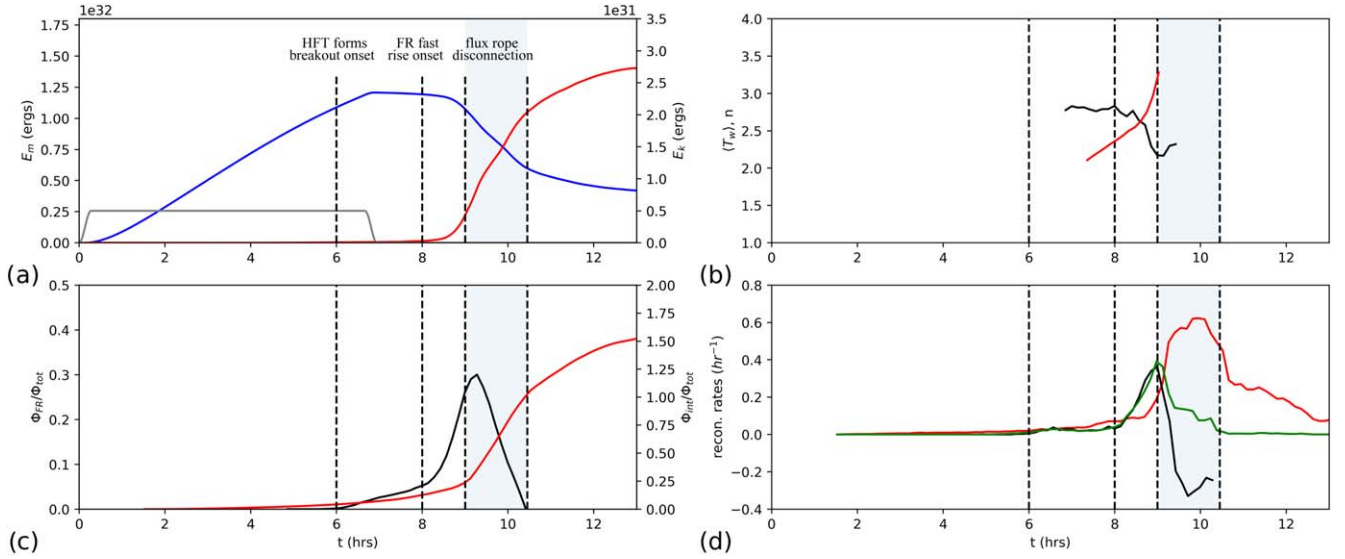 1e32
1e31
1.75
1.50
1.25
1.00
0.75
0.50
0.25
0.00
E_m (ergs)
HFT forms
breakout onset
FR fast
rise onset
flux rope
disconnection
3.5
3.0
2.5
2.0
1.5
1.0
0.5
0.0
E_k (ergs)
0 2 4 6 8 10 12
(a)
4.0
3.5
3.0
2.5
2.0
1.5
1.0
⟨T_w⟩, n
0 2 4 6 8 10 12
(b)
0.5
0.4
0.3
0.2
0.1
0.0
Φ_FR/Φ_tot
2.00
1.75
1.50
1.25
1.00
0.75
0.50
0.25
0.00
Φ_int/Φ_tot
0 2 4 6 8 10 12
t (hrs)
(c)
0.8
0.6
0.4
0.2
0.0
−0.2
−0.4
recon. rates (hr⁻¹)
0 2 4 6 8 10 12
t (hrs)
(d)